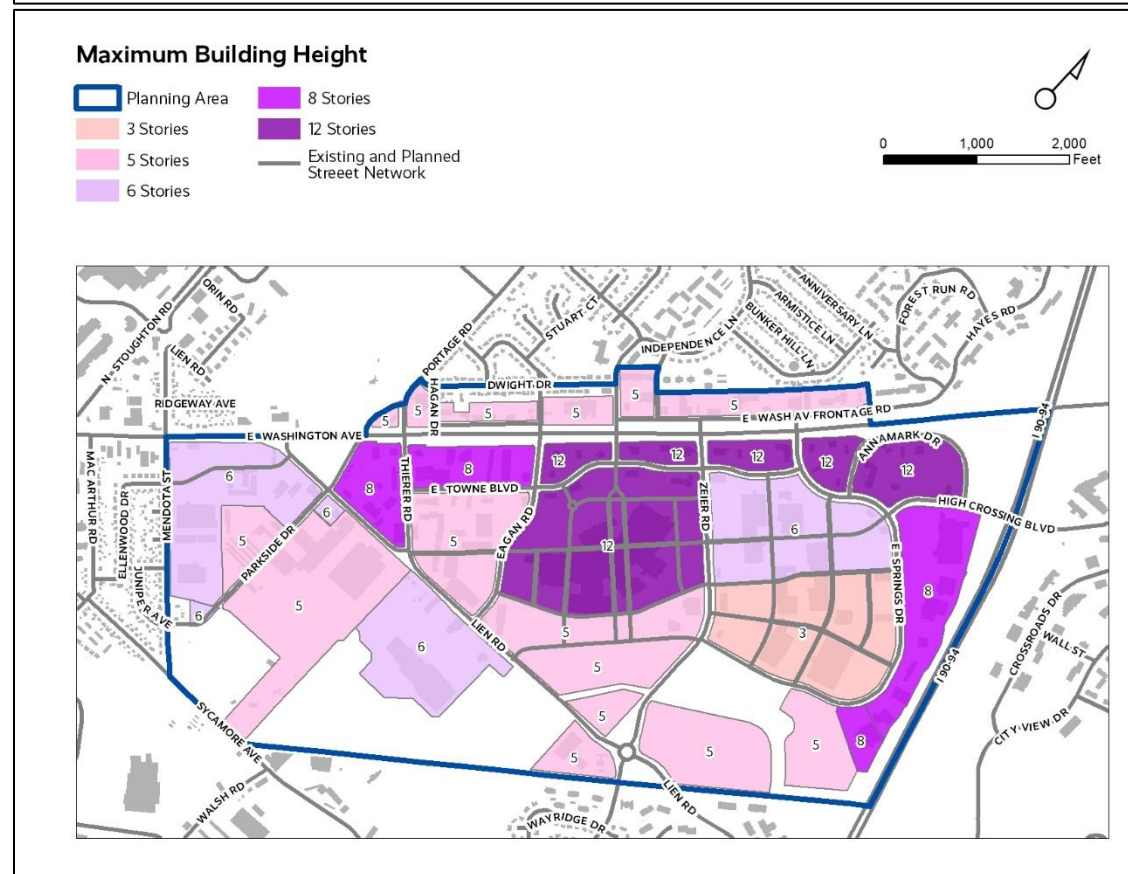 Maximum Building Height
Planning Area
3 Stories
5 Stories
6 Stories
8 Stories
12 Stories
Existing and Planned
Streeet Network
0 1,000 2,000
Feet
N STOUGHTON RD
ORIN RD
LIEN RD
RIDGEWAY AVE
PORTAGE RD
STUART CT
INDEPENDENCE LN
ANNIVERSARY LN
ARMISTICE LN
BUNKER HILL LN
FOREST RUN RD
HAYES RD
HAGAN DR
DWIGHT DR
5
5
5
5
5
5
E WASH AV FRONTAGE RD
E WASHINGTON AVE
I 90-94
MAC ARTHUR RD
ELLENWOOD DR
JUNIPER AVE
MENDOTA ST
6
6
5
PARKSIDE DR
8
THIERER RD
8
E TOWNE BLVD
12
12
12
12
12
ANNAMARK DR
HIGH CROSSING BLVD
ZEIER RD
EAGAN RD
5
12
6
E SPRINGS DR
8
6
5
6
LIEN RD
5
5
3
5
5
5
5
8
I 90-94
CROSSROADS DR
WALL ST
CITY VIEW DR
SYCAMORE AVE
WALSH RD
LIEN RD
WAYRIDGE DR